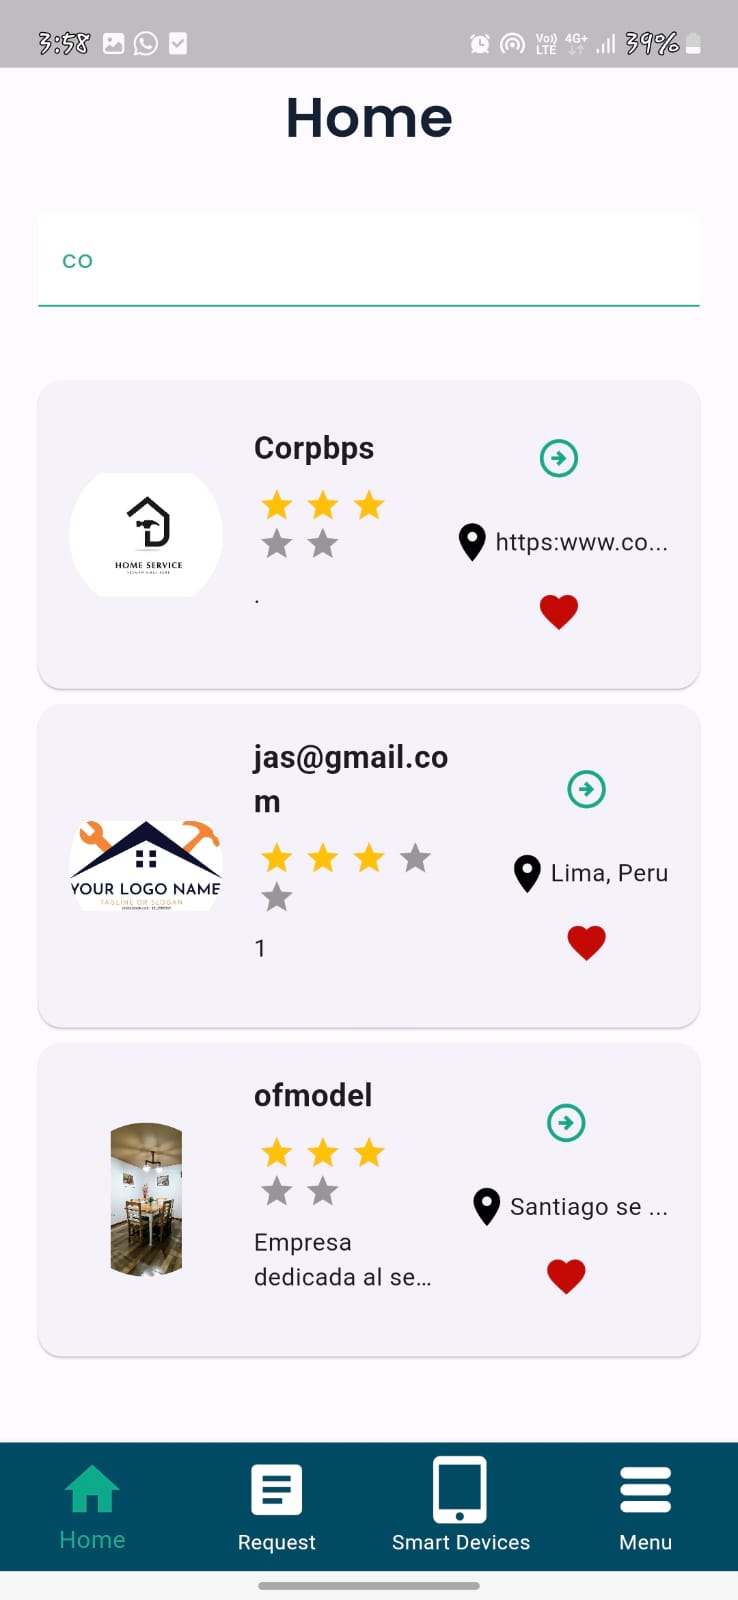 3:58
Vo))
LTE
4G+
39%
Home
co
Corpbps
HOME SERVICE
https:www.co...
.
jas@gmail.co
m
YOUR LOGO NAME
TAGLINE OR SLOGAN
Lima, Peru
1
ofmodel
Santiago se ...
Empresa
dedicada al se...
Home
Request
Smart Devices
Menu